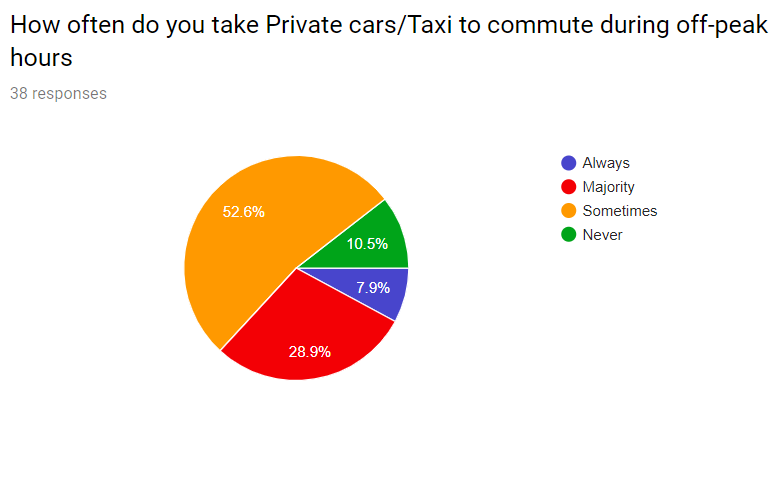 How often do you take Private cars/Taxi to commute during off-peak
hours
38 responses
Always
Majority
Sometimes
Never
52.6%
10.5%
7.9%
28.9%